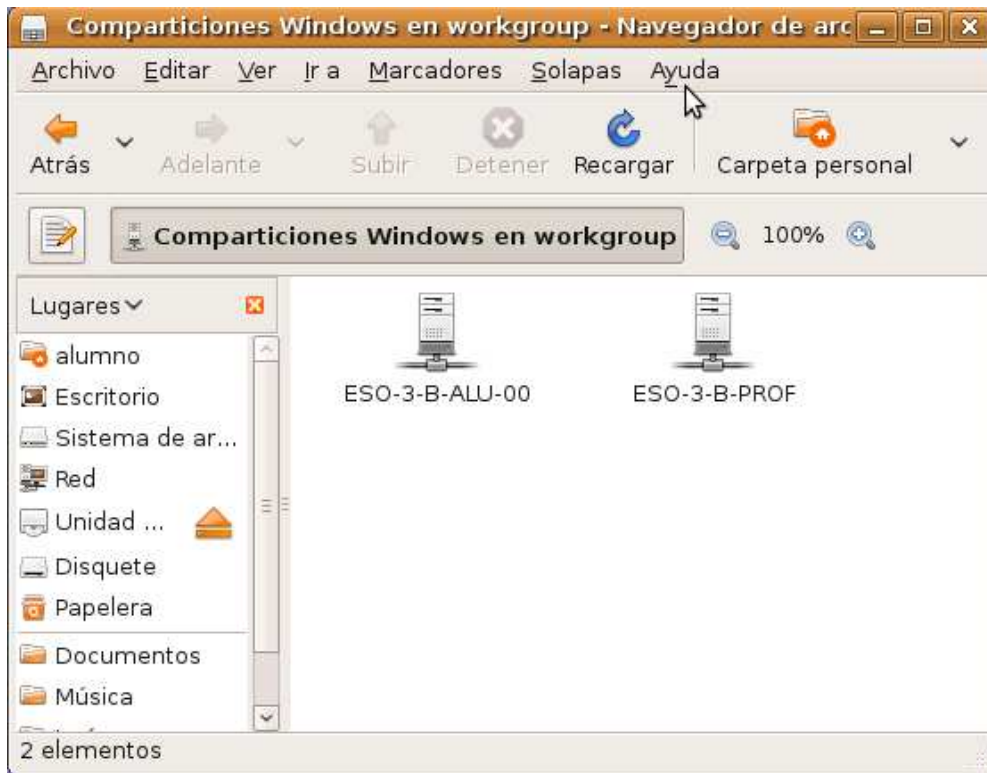 Comparticiones Windows en workgroup - Navegador de arc
Archivo Editar Ver Ir a Marcadores Solapas Ayuda
Atrás Adelante Subir Detener Recargar Carpeta personal
Comparticiones Windows en workgroup 100%
Lugares
alumno
Escritorio
Sistema de ar...
Red
Unidad ...
Disquete
Papelera
Documentos
Música
ESO-3-B-ALU-00 ESO-3-B-PROF
2 elementos